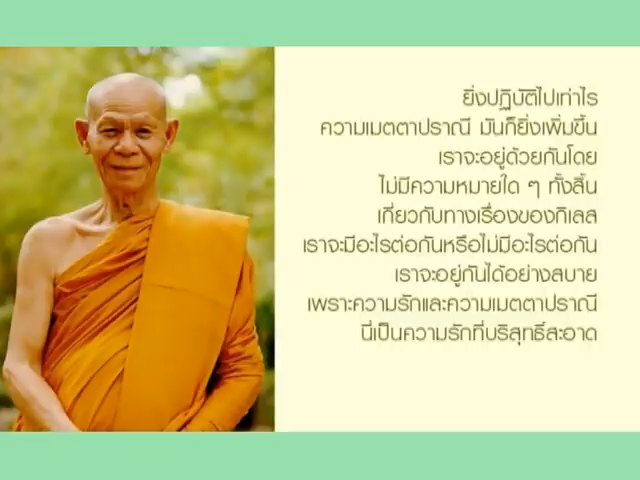 ยิ่งปฏิบัติไปเท่าไร
ความเมตตาปราณี มันก็ยิ่งเพิ่มขึ้น
เราจะอยู่ด้วยกันโดย
ไม่มีความหมายใด ๆ ทั้งสิ้น
เกี่ยวกับทางเรื่องของกิเลส
เราจะมีอะไรต่อกันหรือไม่มีอะไรต่อกัน
เราจะอยู่กันได้อย่างสบาย
เพราะความรักและความเมตตาปราณี
นี่เป็นความรักที่บริสุทธิ์สะอาด